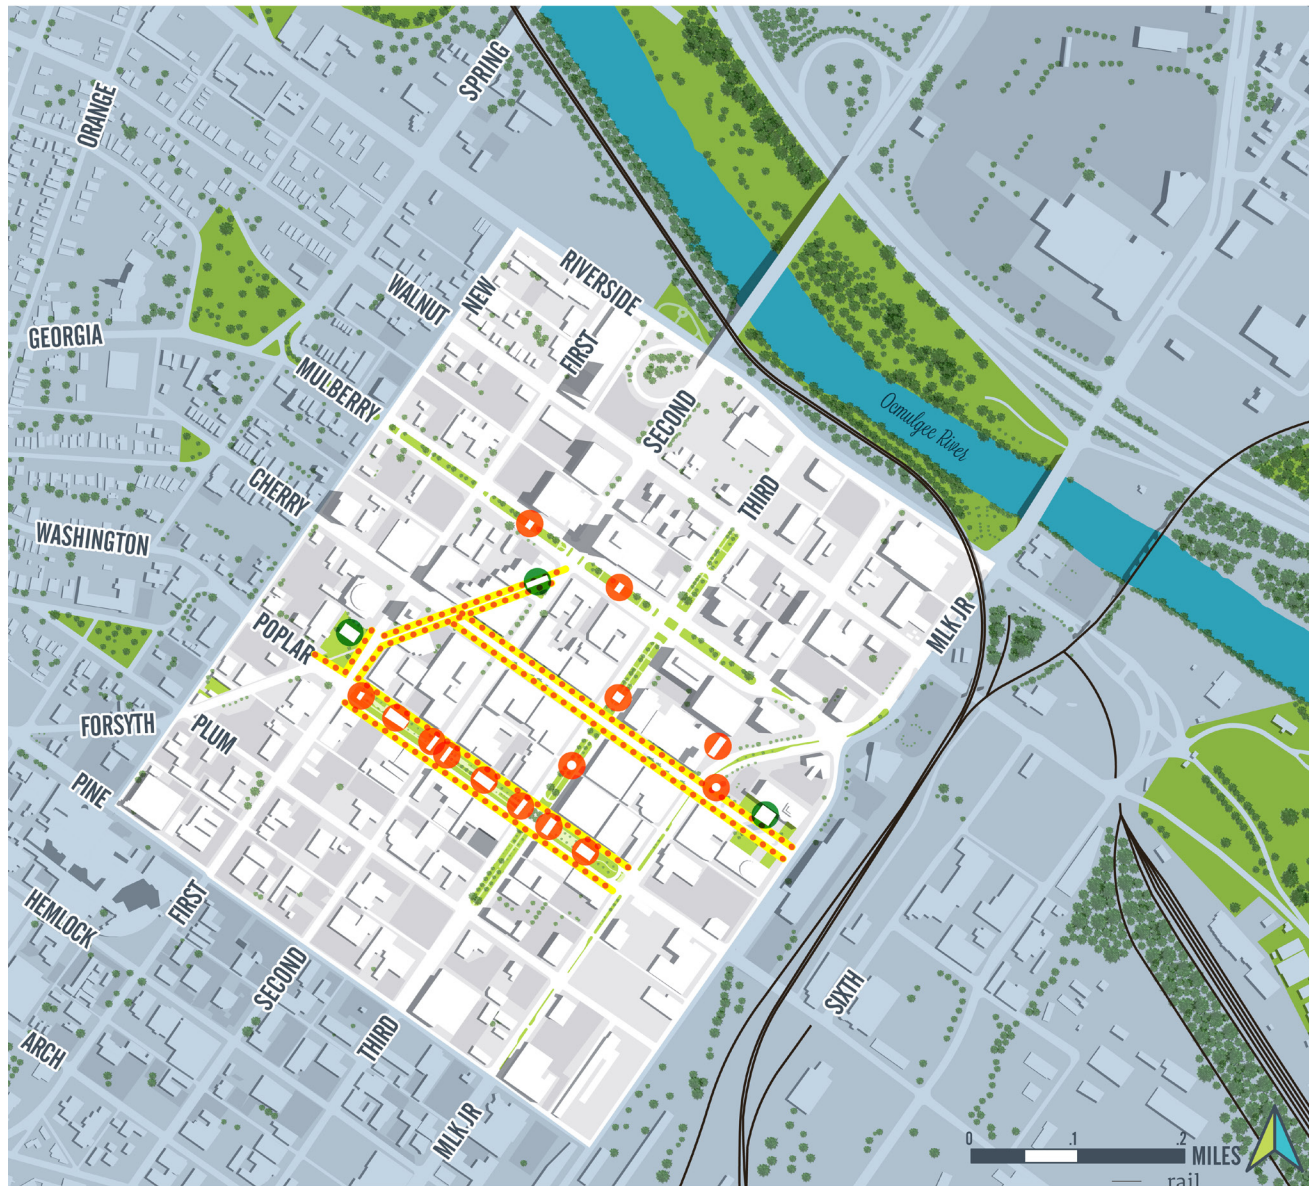 SPRING
ORANGE
RIVERSIDE
WALNUT
NEW
GEORGIA
FIRST
MULBERRY
SECOND
Ocmulgee River
CHERRY
THIRD
WASHINGTON
MLK JR
POPLAR
FORSYTH
PLUM
PINE
FIRST
HEMLOCK
SECOND
SIXTH
THIRD
ARCH
MLK JR
0 .1 .2
MILES
rail